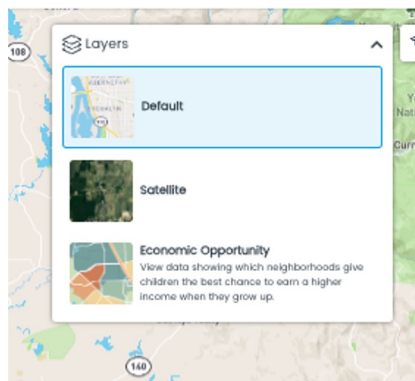 108
Layers
Default
Satellite
Economic Opportunity
View data showing which neighborhoods give
children the best chance to earn a higher
income when they grow up.
140